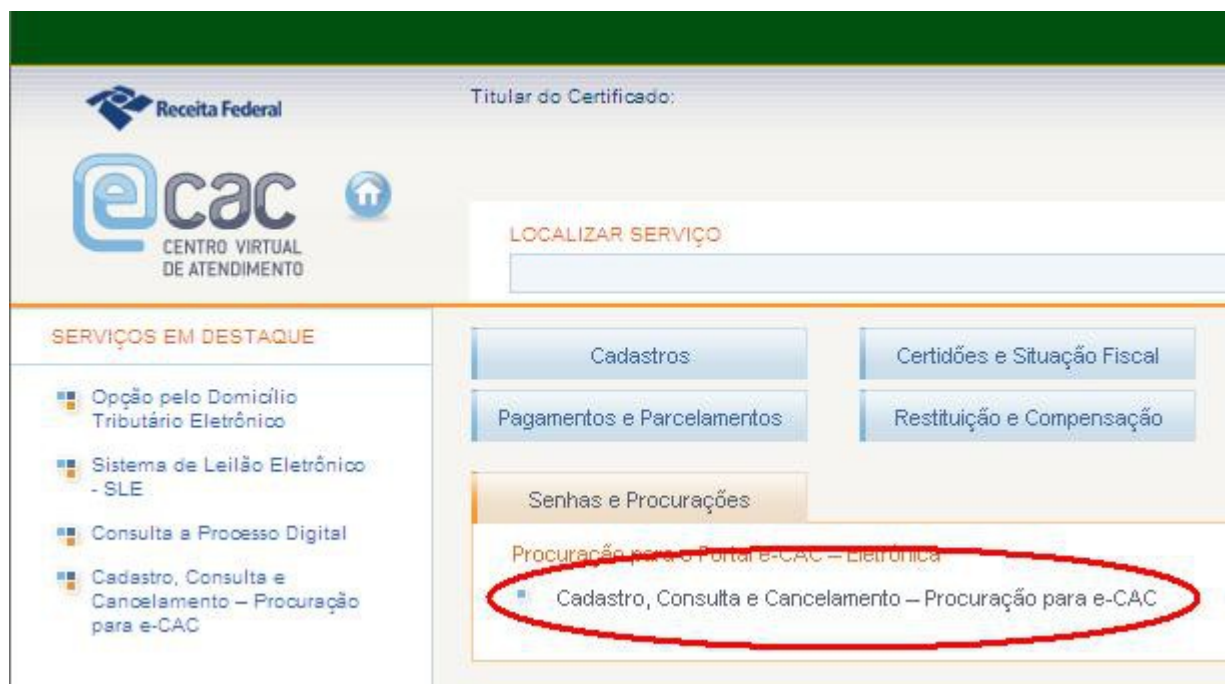 Receita Federal
Titular do Certificado:
e cac
CENTRO VIRTUAL
DE ATENDIMENTO
LOCALIZAR SERVIÇO
SERVIÇOS EM DESTAQUE
Opção pelo Domicílio
Tributário Eletrônico
Sistema de Leilão Eletrônico
- SLE
Consulta a Processo Digital
Cadastro, Consulta e
Cancelamento – Procuração
para e-CAC
Cadastros
Certidões e Situação Fiscal
Pagamentos e Parcelamentos
Restituição e Compensação
Senhas e Procurações
Procuração para o Portal e-CAC – Eletrônica
Cadastro, Consulta e Cancelamento – Procuração para e-CAC